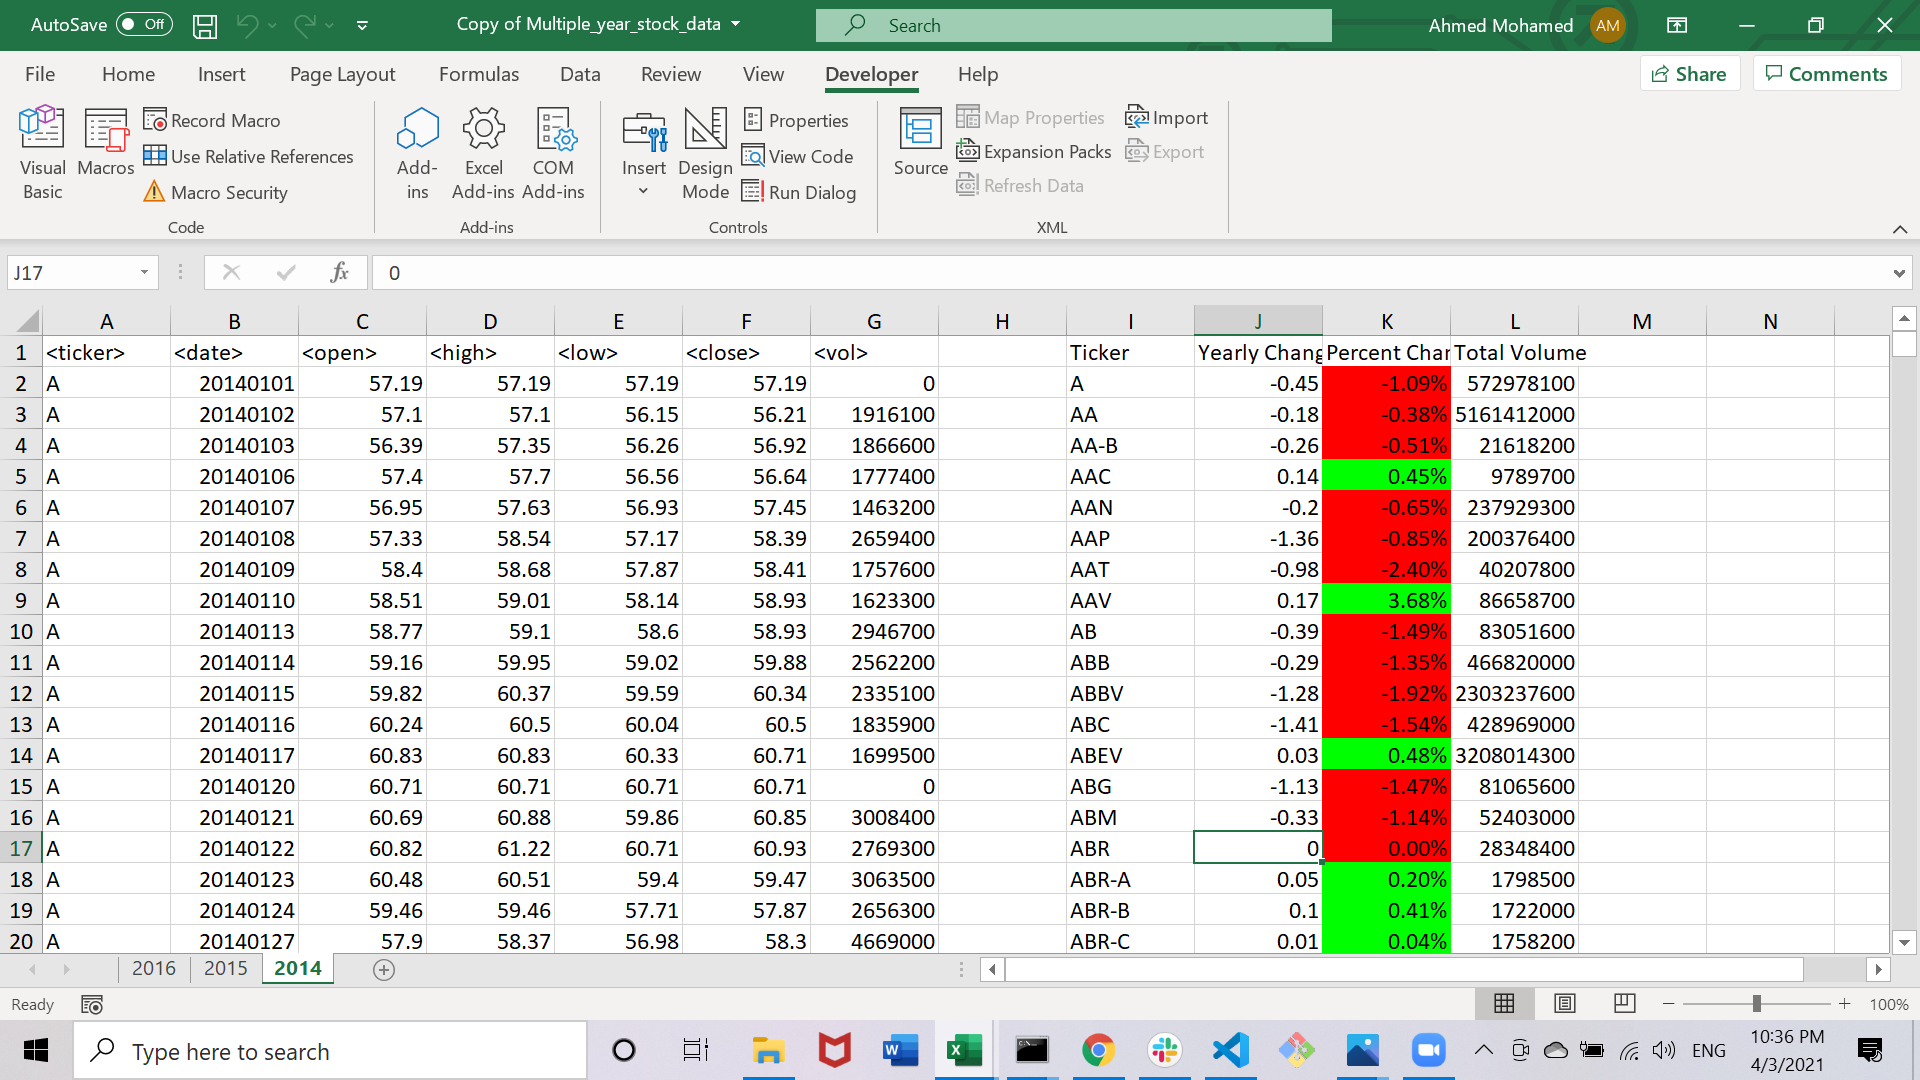 AutoSave Off Copy of Multiple_year_stock_data Search Ahmed Mohamed AM
File Home Insert Page Layout Formulas Data Review View Developer Help Share Comments
Visual Basic
Macros
Record Macro
Use Relative References
Macro Security
Code
Add-ins
Excel Add-ins
COM Add-ins
Add-ins
Insert
Design Mode
Properties
View Code
Run Dialog
Controls
Source
Map Properties
Expansion Packs
Refresh Data
Import
Export
XML
J17 fx 0
A B C D E F G H I J K L M N
1 <ticker> <date> <open> <high> <low> <close> <vol> Ticker Yearly Chang Percent Char Total Volume
2 A 20140101 57.19 57.19 57.19 57.19 0 A -0.45 -1.09% 572978100
3 A 20140102 57.1 57.1 56.15 56.21 1916100 AA -0.18 -0.38% 5161412000
4 A 20140103 56.39 57.35 56.26 56.92 1866600 AA-B -0.26 -0.51% 21618200
5 A 20140106 57.4 57.7 56.56 56.64 1777400 AAC 0.14 0.45% 9789700
6 A 20140107 56.95 57.63 56.93 57.45 1463200 AAN -0.2 -0.65% 237929300
7 A 20140108 57.33 58.54 57.17 58.39 2659400 AAP -1.36 -0.85% 200376400
8 A 20140109 58.4 58.68 57.87 58.41 1757600 AAT -0.98 -2.40% 40207800
9 A 20140110 58.51 59.01 58.14 58.93 1623300 AAV 0.17 3.68% 86658700
10 A 20140113 58.77 59.1 58.6 58.93 2946700 AB -0.39 -1.49% 83051600
11 A 20140114 59.16 59.95 59.02 59.88 2562200 ABB -0.29 -1.35% 466820000
12 A 20140115 59.82 60.37 59.59 60.34 2335100 ABBV -1.28 -1.92% 2303237600
13 A 20140116 60.24 60.5 60.04 60.5 1835900 ABC -1.41 -1.54% 428969000
14 A 20140117 60.83 60.83 60.33 60.71 1699500 ABEV 0.03 0.48% 3208014300
15 A 20140120 60.71 60.71 60.71 60.71 0 ABG -1.13 -1.47% 81065600
16 A 20140121 60.69 60.88 59.86 60.85 3008400 ABM -0.33 -1.14% 52403000
17 A 20140122 60.82 61.22 60.71 60.93 2769300 ABR 0 0.00% 28348400
18 A 20140123 60.48 60.51 59.4 59.47 3063500 ABR-A 0.05 0.20% 1798500
19 A 20140124 59.46 59.46 57.71 57.87 2656300 ABR-B 0.1 0.41% 1722000
20 A 20140127 57.9 58.37 56.98 58.3 4669000 ABR-C 0.01 0.04% 1758200
2016 2015 2014
Ready 100%
Type here to search ENG 10:36 PM
4/3/2021